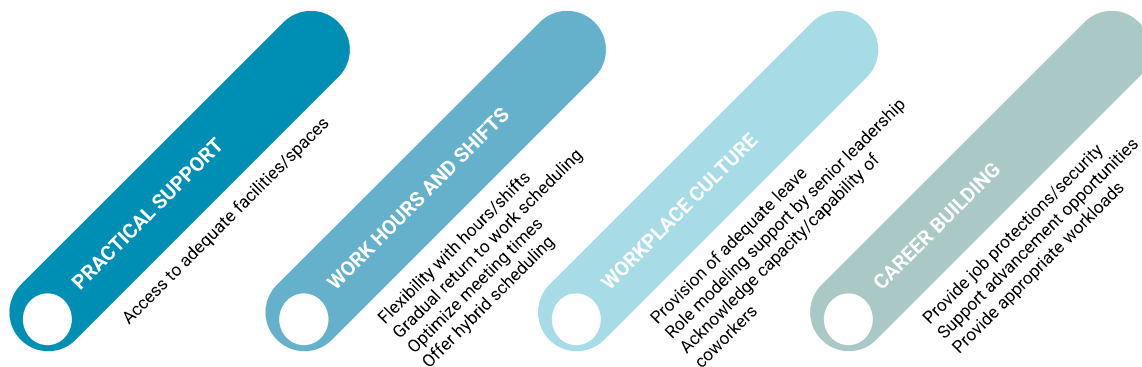 PRACTICAL SUPPORT
Access to adequate facilities/spaces
WORK HOURS AND SHIFTS
Flexibility with hours/shifts
Gradual return to work scheduling
Optimize meeting times
Offer hybrid scheduling
WORKPLACE CULTURE
Provision of adequate leave
Role modeling support by senior leadership
Acknowledge capacity/capability of
coworkers
CAREER BUILDING
Provide job protections/security
Support advancement opportunities
Provide appropriate workloads